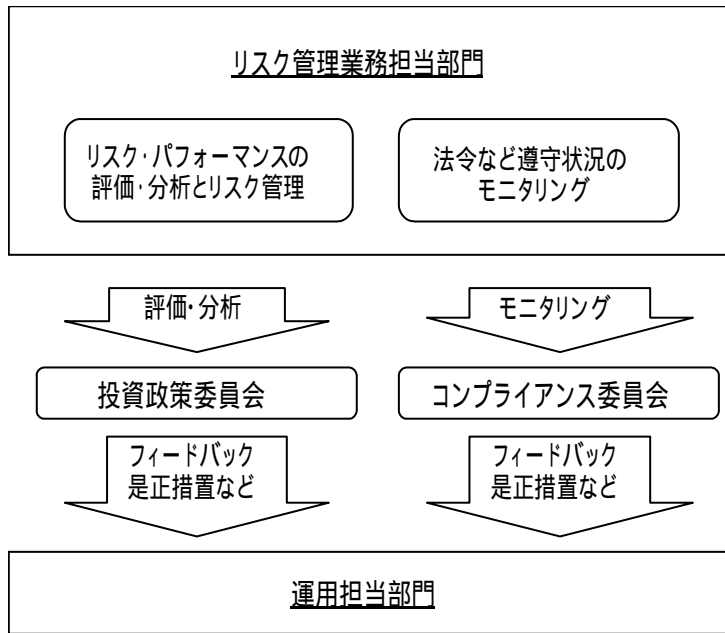 リスク管理業務担当部門
リスク・パフォーマンスの
評価・分析とリスク管理
法令など遵守状況の
モニタリング
評価・分析
モニタリング
投資政策委員会
コンプライアンス委員会
フィードバック
是正措置など
フィードバック
是正措置など
運用担当部門